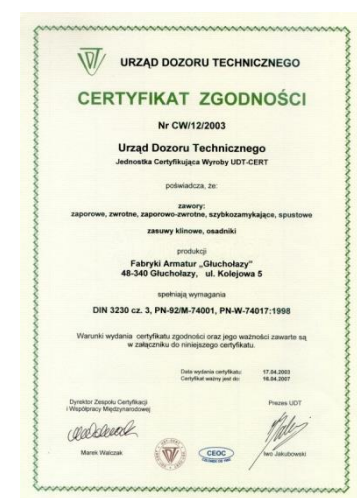 URZĄD DOZORU TECHNICZNEGO
CERTYFIKAT ZGODNOŚCI
Nr CW/12/2003
Urząd Dozoru Technicznego
Jednostka Certyfikująca Wyroby UDT-CERT
poświadcza, że:
zawory:
zaporowe, zwrotne, zaporowo-zwrotne, szybkozamykające, spustowe
zasuwy klinowe, osadniki
produkcji
Fabryki Armatur „Głuchołazy"
48-340 Głuchołazy, ul. Kolejowa 5
spełniają wymagania
DIN 3230 cz. 3, PN-92/M-74001, PN-W-74017:1998
Warunki wydania certyfikatu zgodności oraz jego ważności zawarte są
w załączniku do niniejszego certyfikatu.
Data wydania certyfikatu: 17.04.2003
Certyfikat ważny jest do: 16.04.2007
Dyrektor Zespołu Certyfikacji
i Współpracy Międzynarodowej
Prezes UDT
Marek Walczak
CEOC
Iwo Jakubowski